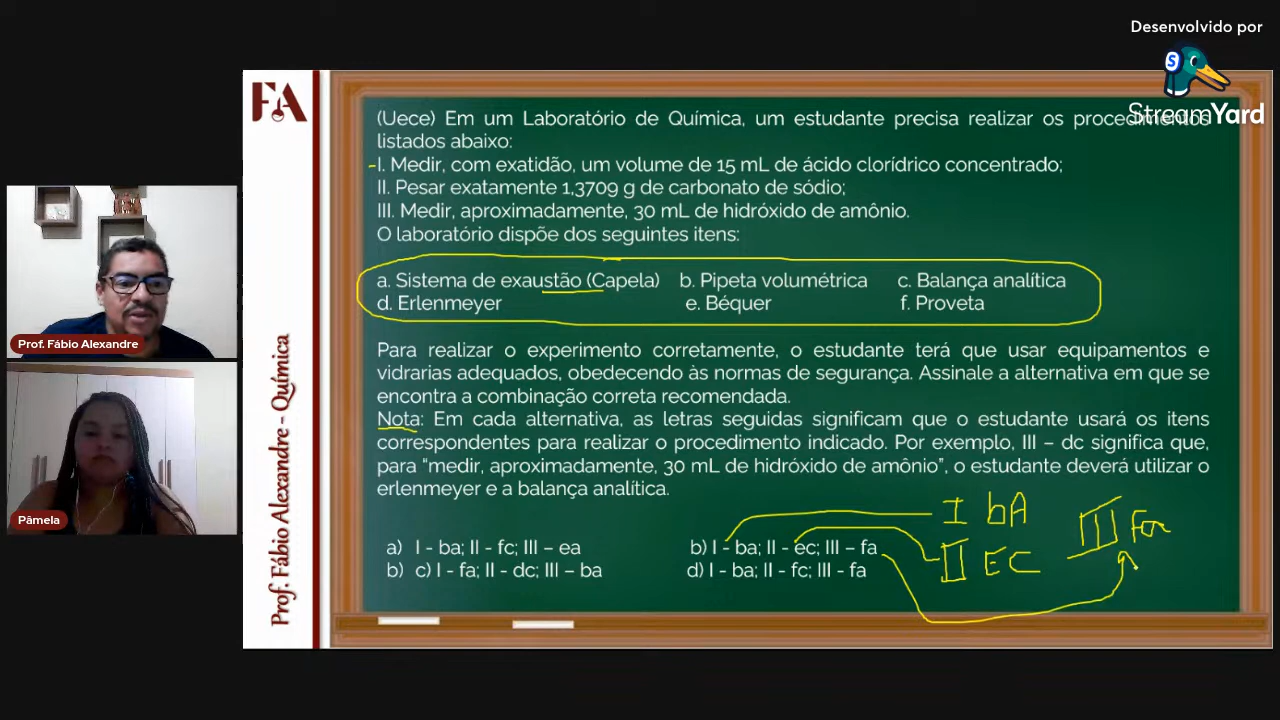 Desenvolvido por
StreamYard
FA
(Uece) Em um Laboratório de Química, um estudante precisa realizar os procedimentos
listados abaixo:
I. Medir, com exatidão, um volume de 15 mL de ácido clorídrico concentrado;
II. Pesar exatamente 1,3709 g de carbonato de sódio;
III. Medir, aproximadamente, 30 mL de hidróxido de amônio.
O laboratório dispõe dos seguintes itens:
a. Sistema de exaustão (Capela) b. Pipeta volumétrica c. Balança analítica
d. Erlenmeyer e. Béquer f. Proveta
Para realizar o experimento corretamente, o estudante terá que usar equipamentos e
vidrarias adequados, obedecendo às normas de segurança. Assinale a alternativa em que se
encontra a combinação correta recomendada.
Nota: Em cada alternativa, as letras seguidas significam que o estudante usará os itens
correspondentes para realizar o procedimento indicado. Por exemplo, III – dc significa que,
para “medir, aproximadamente, 30 mL de hidróxido de amônio”, o estudante deverá utilizar o
erlenmeyer e a balança analítica.
a) I - ba; II - fc; III – ea b) I - ba; II - ec; III – fa
b) c) I - fa; II - dc; III – ba d) I - ba; II - fc; III - fa
I bA
II EC
III Fa
Prof. Fábio Alexandre - Química
Prof. Fábio Alexandre
Pâmela